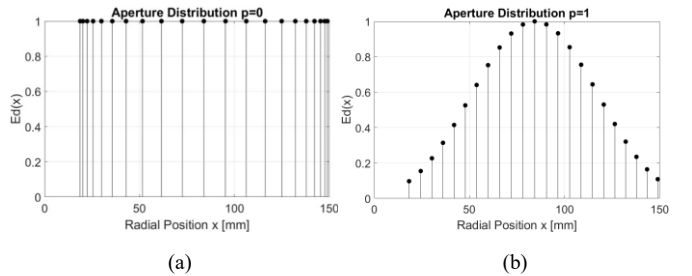 Aperture Distribution p=0
1
0.8
0.6
0.4
0.2
0
Ed(x)
0
50
100
150
Radial Position x [mm]
(a)
Aperture Distribution p=1
1
0.8
0.6
0.4
0.2
0
Ed(x)
0
50
100
150
Radial Position x [mm]
(b)